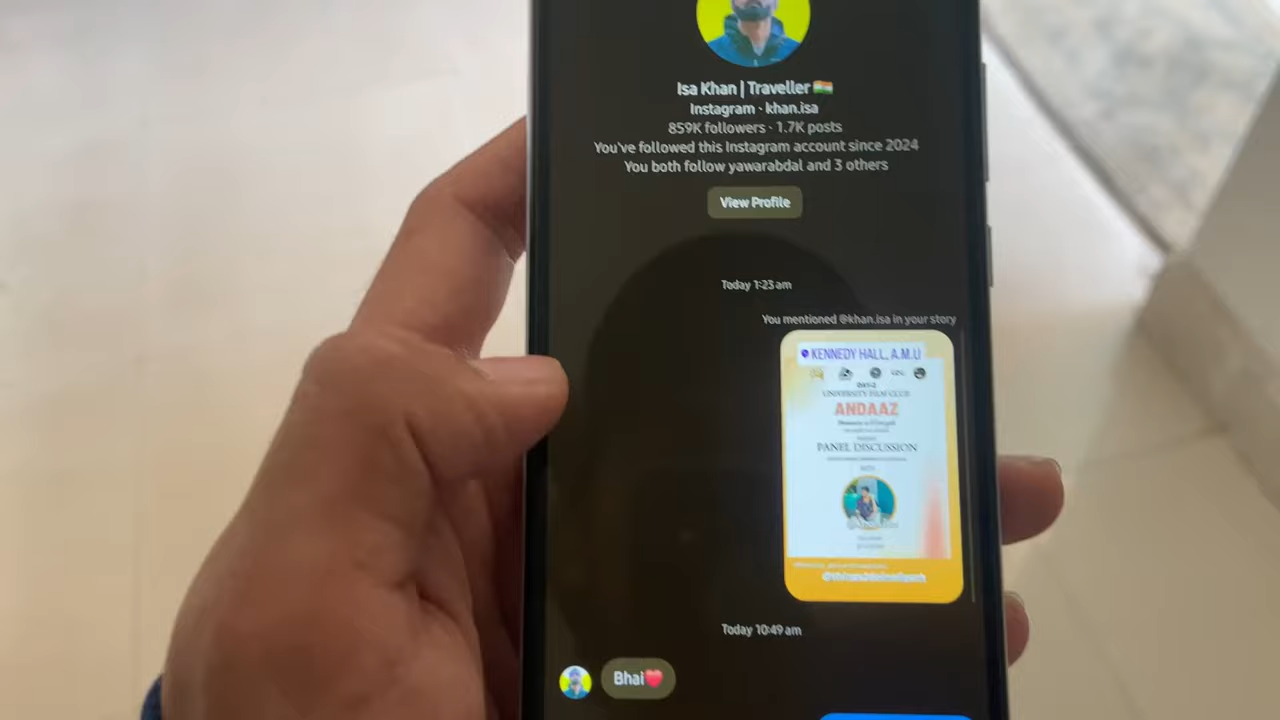 Isa Khan | Traveller 🇮🇳
Instagram · khan.isa
859K followers · 1.7K posts
You've followed this Instagram account since 2024
You both follow yawarabdal and 3 others
View Profile
Today 1:23 am
You mentioned @khan.isa in your story
KENNEDY HALL, A.M.U
DAY-2
UNIVERSITY FILM CLUB
ANDAAZ
PANEL DISCUSSION
WITH
Today 10:49 am
Bhai❤️